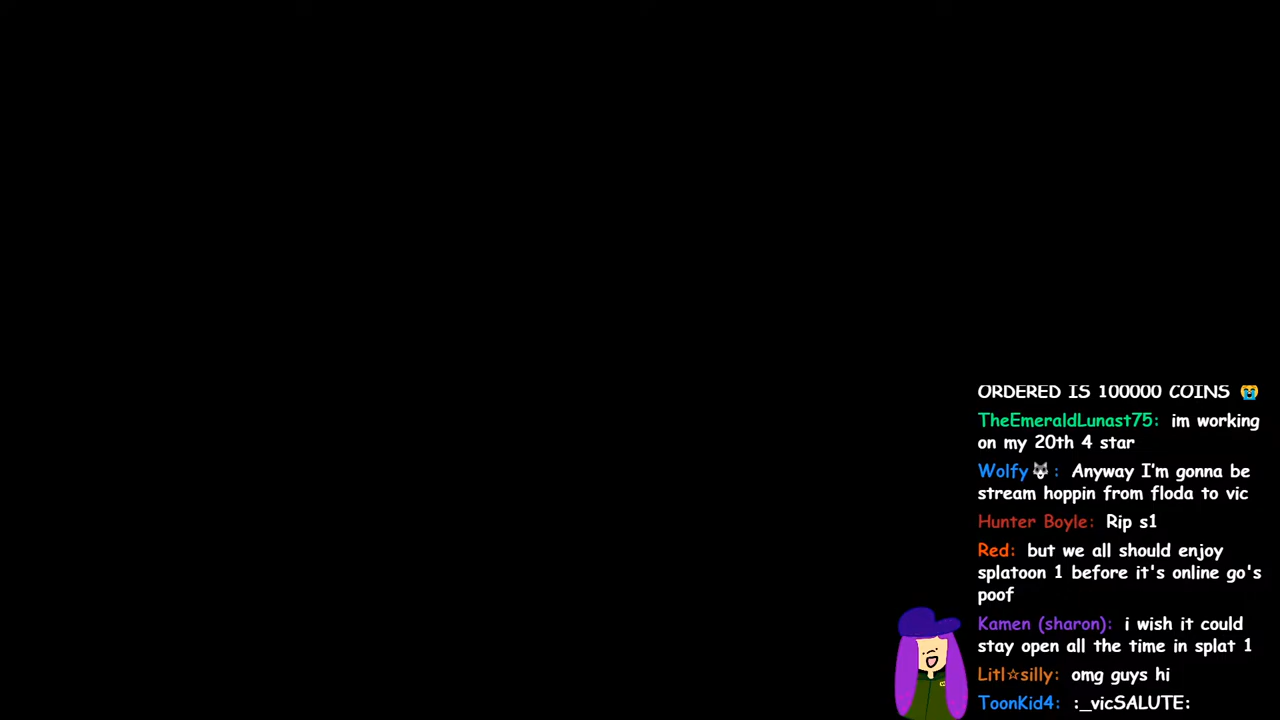 ORDERED IS 100000 COINS 😭
TheEmeraldLunast75: im working
on my 20th 4 star
Wolfy🐺: Anyway I'm gonna be
stream hoppin from floda to vic
Hunter Boyle: Rip s1
Red: but we all should enjoy
splatoon 1 before it's online go's
poof
Kamen (sharon): i wish it could
stay open all the time in splat 1
Litl☆silly: omg guys hi
ToonKid4: :_vicSALUTE: